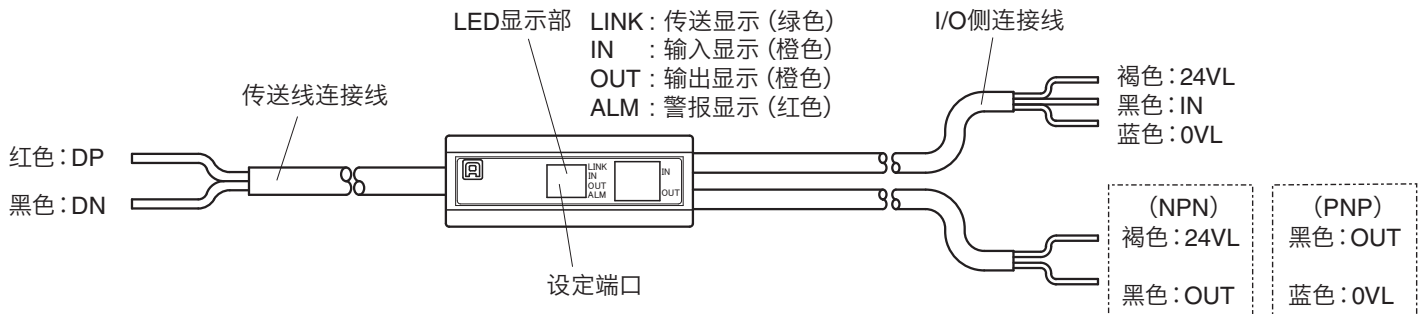 LED显示部
LINK : 传送显示 (绿色)
IN : 输入显示 (橙色)
OUT : 输出显示 (橙色)
ALM : 警报显示 (红色)
I/O侧连接线
传送线连接线
红色:DP
黑色:DN
LINK
IN
OUT
ALM
IN
OUT
设定端口
褐色:24VL
黑色:IN
蓝色:0VL
(NPN)
褐色:24VL
黑色:OUT
(PNP)
黑色:OUT
蓝色:0VL